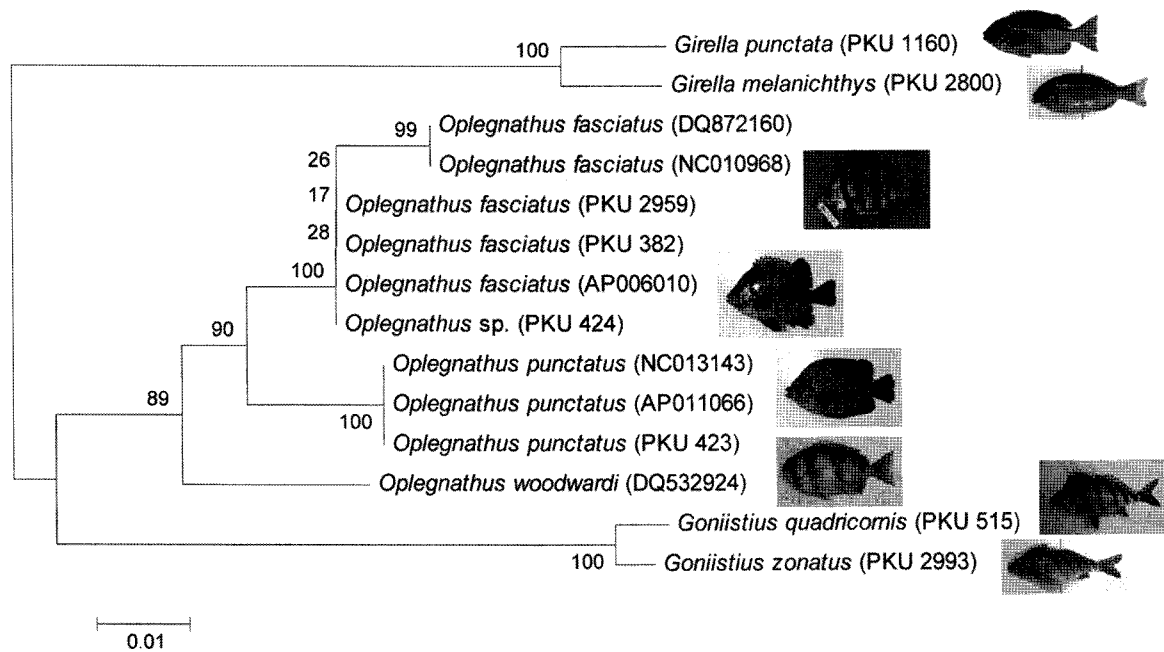 100
Girella punctata (PKU 1160)
Girella melanichthys (PKU 2800)
99
Oplegnathus fasciatus (DQ872160)
26
Oplegnathus fasciatus (NC010968)
17
Oplegnathus fasciatus (PKU 2959)
28
Oplegnathus fasciatus (PKU 382)
100
Oplegnathus fasciatus (AP006010)
Oplegnathus sp. (PKU 424)
90
Oplegnathus punctatus (NC013143)
89
Oplegnathus punctatus (AP011066)
100
Oplegnathus punctatus (PKU 423)
Oplegnathus woodwardi (DQ532924)
Goniistius quadricornis (PKU 515)
100
Goniistius zonatus (PKU 2993)
0.01